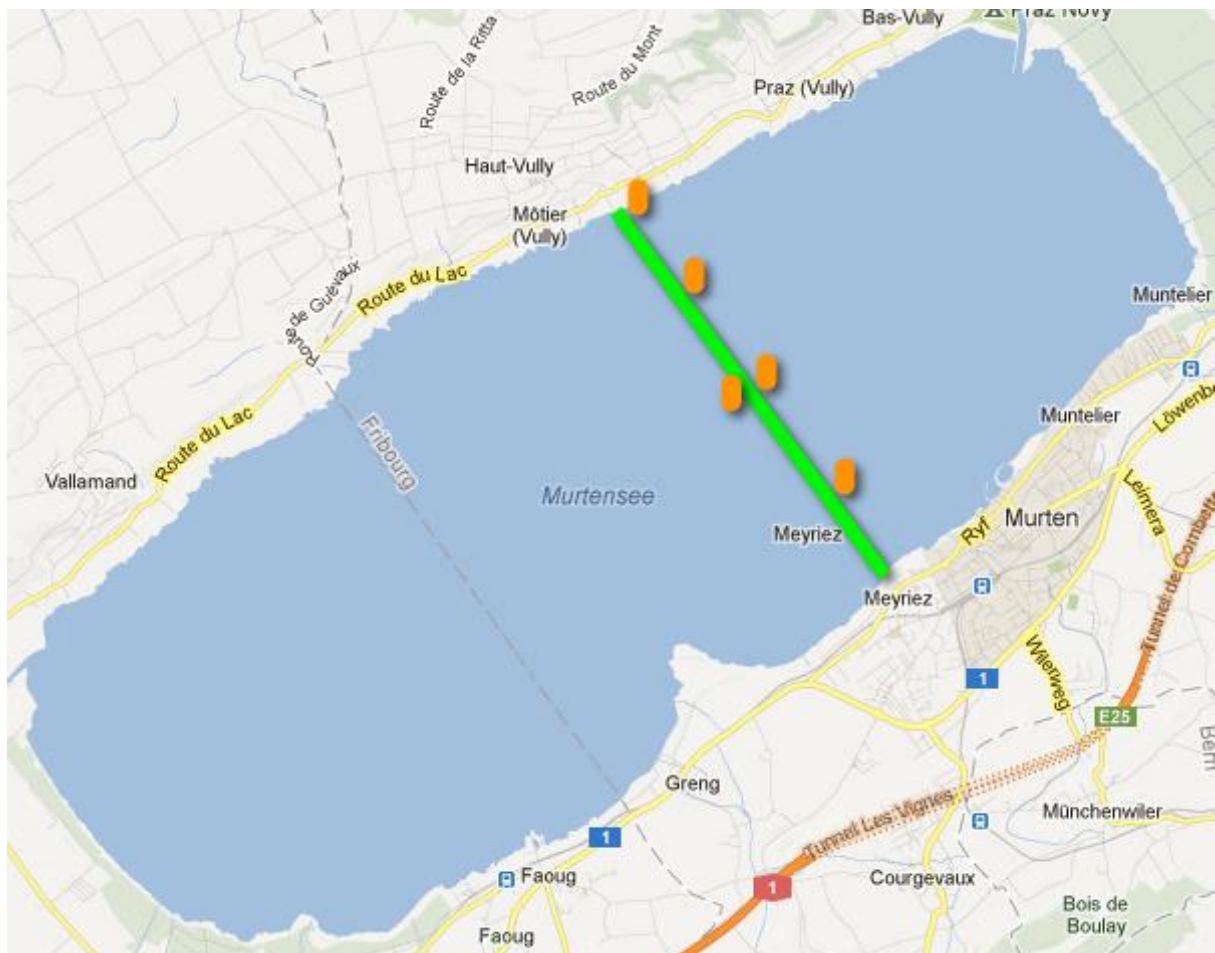 Praz Novy
Bas-Vully
Route de la Ritta
Route du Mont
Praz (Vully)
Haut-Vully
Môtier
(Vully)
Route du Lac
Route de Guévaux
Muntelier
Route du Lac
Fribourg
Muntelier
Löwenbe
Vallamand
Murtensee
Leimera
Murten
Ryf
Meyriez
Tunnel de Combette
Meyriez
Wilerweg
1
E25
Bern
Greng
Tunnel Les Vignes
Münchenwiler
1
Faoug
1
Courgevaux
Bois de
Boulay
Faoug